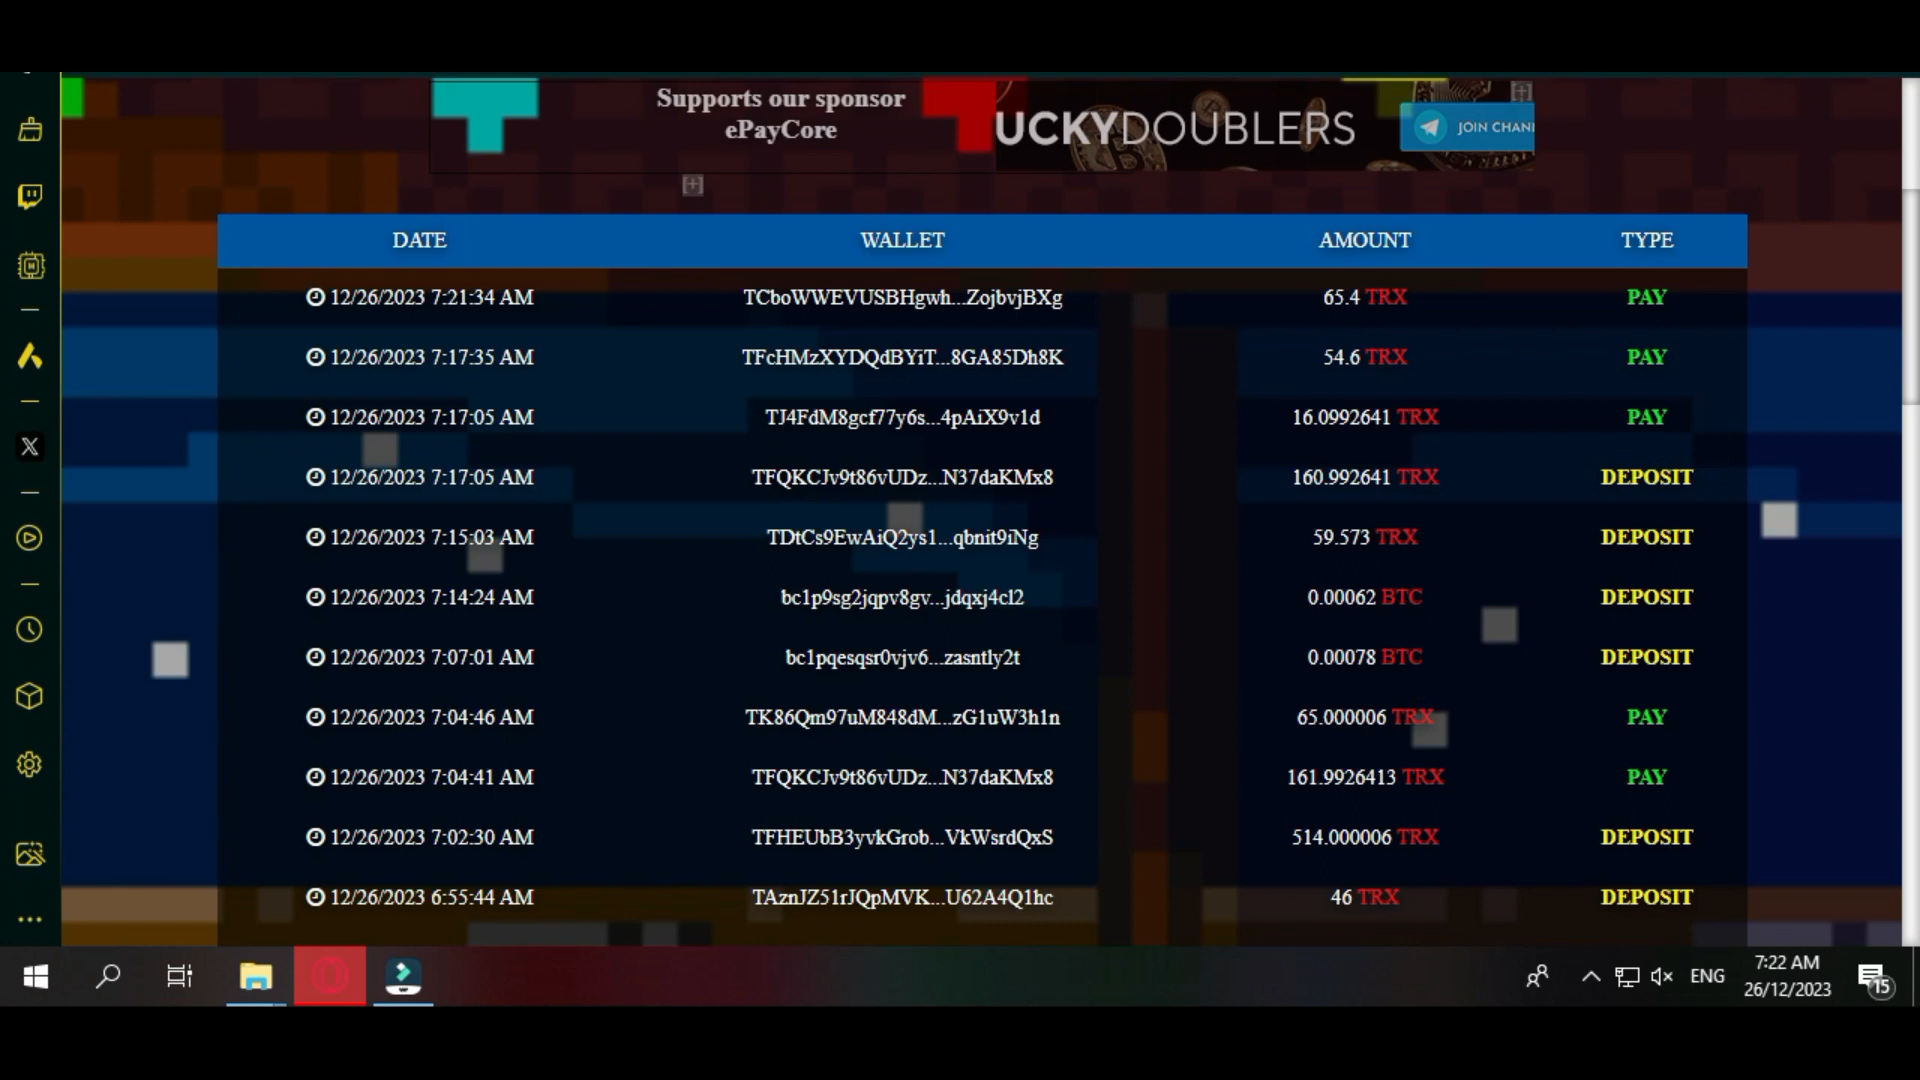 Supports our sponsor
ePayCore
UCKYDOUBLERS
JOIN CHAN
DATE WALLET AMOUNT TYPE
12/26/2023 7:21:34 AM TCboWWEVUSBHgwh...ZojbvjBXg 65.4 TRX PAY
12/26/2023 7:17:35 AM TFcHMzXYDQdBYiT...8GA85Dh8K 54.6 TRX PAY
12/26/2023 7:17:05 AM TJ4FdM8gcf77y6s...4pAiX9v1d 16.0992641 TRX PAY
12/26/2023 7:17:05 AM TFQKCJv9t86vUDz...N37daKMx8 160.992641 TRX DEPOSIT
12/26/2023 7:15:03 AM TDtCs9EwAiQ2ys1...qbnit9iNg 59.573 TRX DEPOSIT
12/26/2023 7:14:24 AM bc1p9sg2jqpv8gv...jdqxj4cl2 0.00062 BTC DEPOSIT
12/26/2023 7:07:01 AM bc1pqesqsr0vjv6...zasntly2t 0.00078 BTC DEPOSIT
12/26/2023 7:04:46 AM TK86Qm97uM848dM...zG1uW3h1n 65.000006 TRX PAY
12/26/2023 7:04:41 AM TFQKCJv9t86vUDz...N37daKMx8 161.9926413 TRX PAY
12/26/2023 7:02:30 AM TFHEUbB3yvkGrob...VkWsrdQxS 514.000006 TRX DEPOSIT
12/26/2023 6:55:44 AM TAznJZ51rJQpMVK...U62A4Q1hc 46 TRX DEPOSIT
ENG
7:22 AM
26/12/2023
15